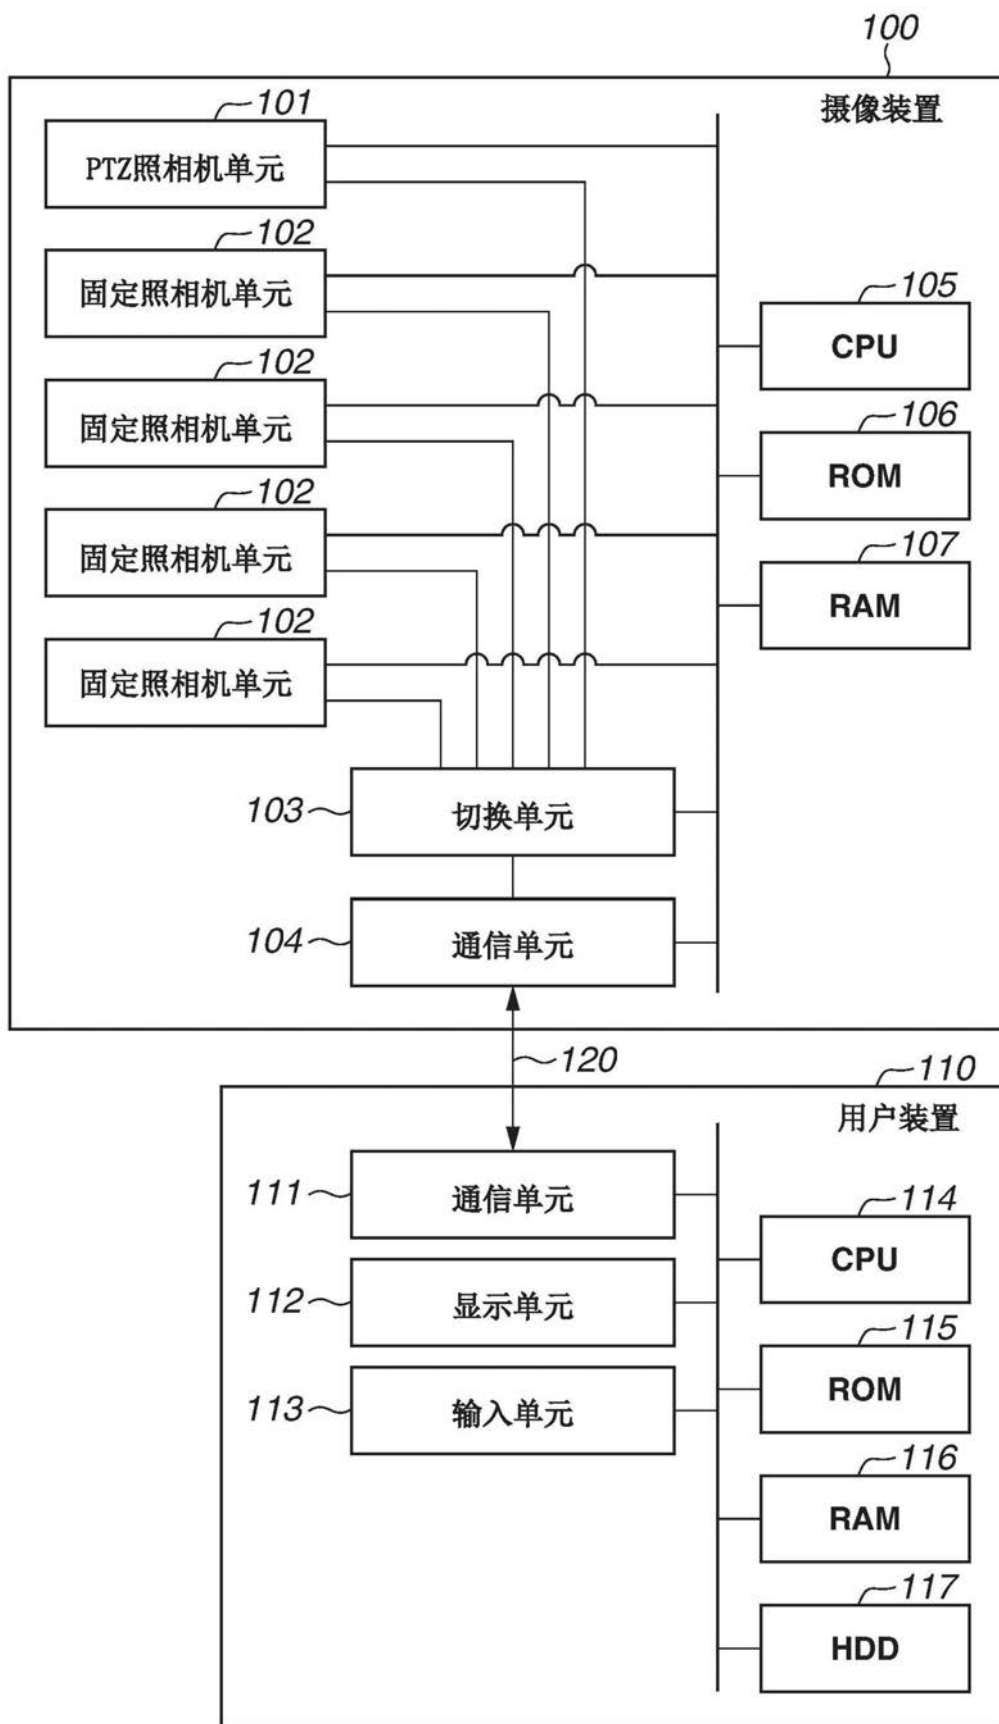 100
摄像装置
101
PTZ照相机单元
102
固定照相机单元
102
固定照相机单元
102
固定照相机单元
102
固定照相机单元
105
CPU
106
ROM
107
RAM
103
切换单元
104
通信单元
120
110
用户装置
111
通信单元
112
显示单元
113
输入单元
114
CPU
115
ROM
116
RAM
117
HDD